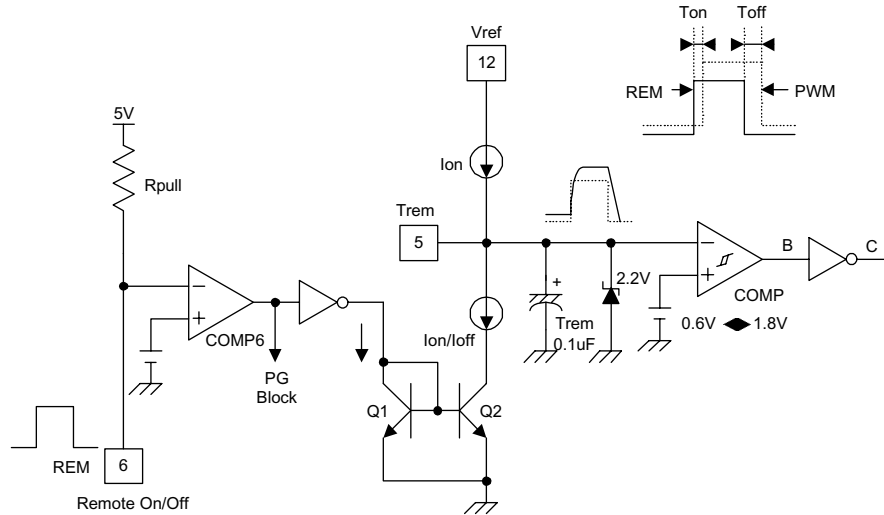 Ton
Toff
Vref
12
REM
PWM
5V
Ion
Rpull
Trem
5
B
C
2.2V
+
−
+
COMP
−
+
COMP6
Ion/Ioff
Trem
0.1uF
0.6V
1.8V
PG
Block
Q1
Q2
REM
6
Remote On/Off